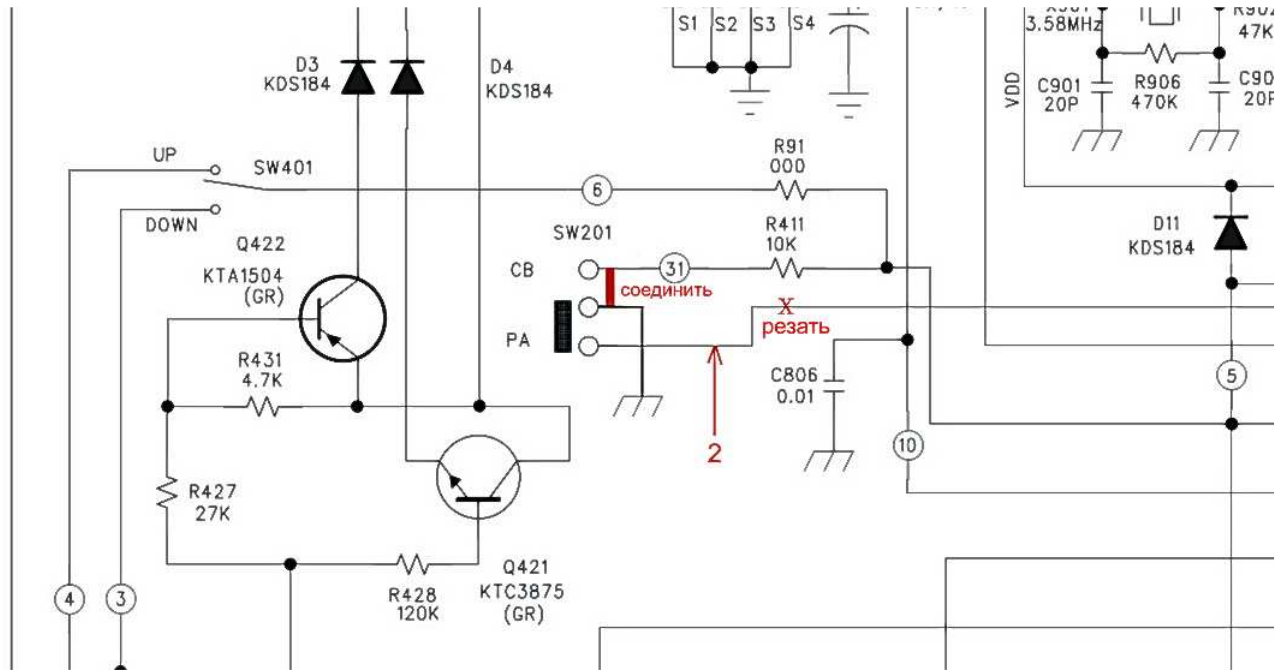 S1 S2 S3 S4
3.58MHz
47K
D3
KDS184
D4
KDS184
VDD
C901
20P
R906
470K
UP
SW401
DOWN
6
R91
000
Q422
KTA1504
(GR)
SW201
CB
31
R411
10K
соединить
X
резать
PA
D11
KDS184
R431
4.7K
C806
0.01
5
2
10
R427
27K
R428
120K
Q421
KTC3875
(GR)
4
3